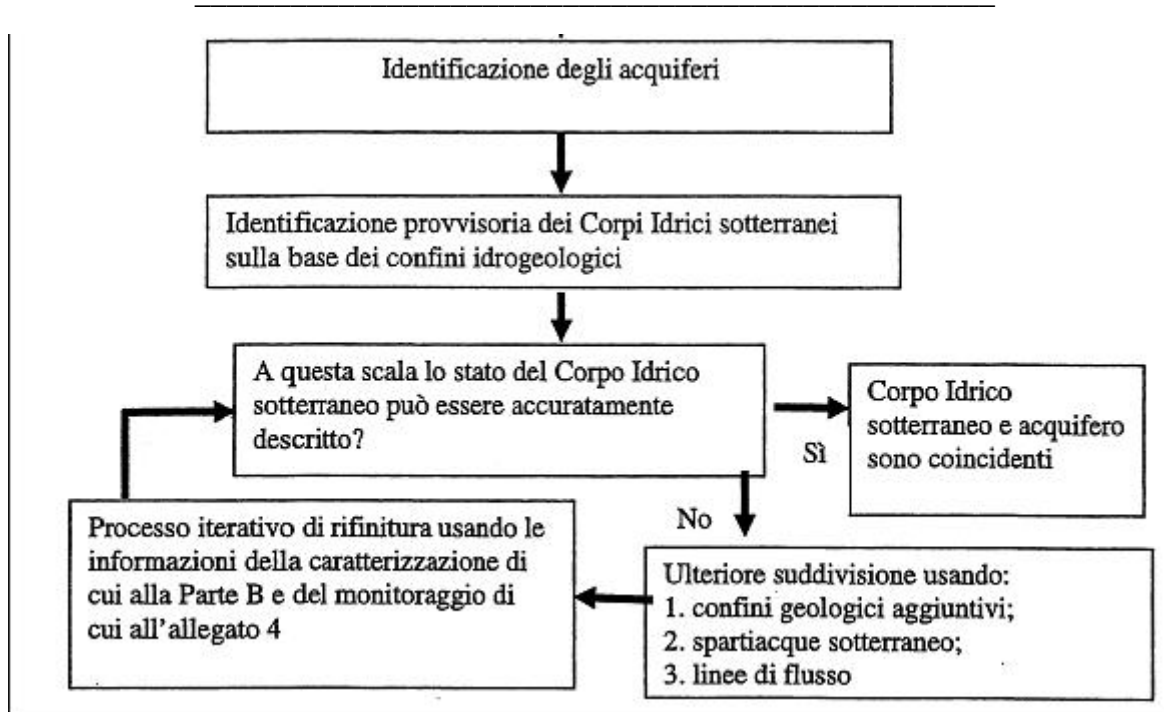 Identificazione degli acquiferi
Identificazione provvisoria dei Corpi Idrici sotterranei
sulla base dei confini idrogeologici
A questa scala lo stato del Corpo Idrico
sotterraneo può essere accuratamente
descritto?
Sì
Corpo Idrico
sotterraneo e acquifero
sono coincidenti
No
Ulteriore suddivisione usando:
1. confini geologici aggiuntivi;
2. spartiacque sotterraneo;
3. linee di flusso
Processo iterativo di rifinitura usando le
informazioni della caratterizzazione di
cui alla Parte B e del monitoraggio di
cui all'allegato 4